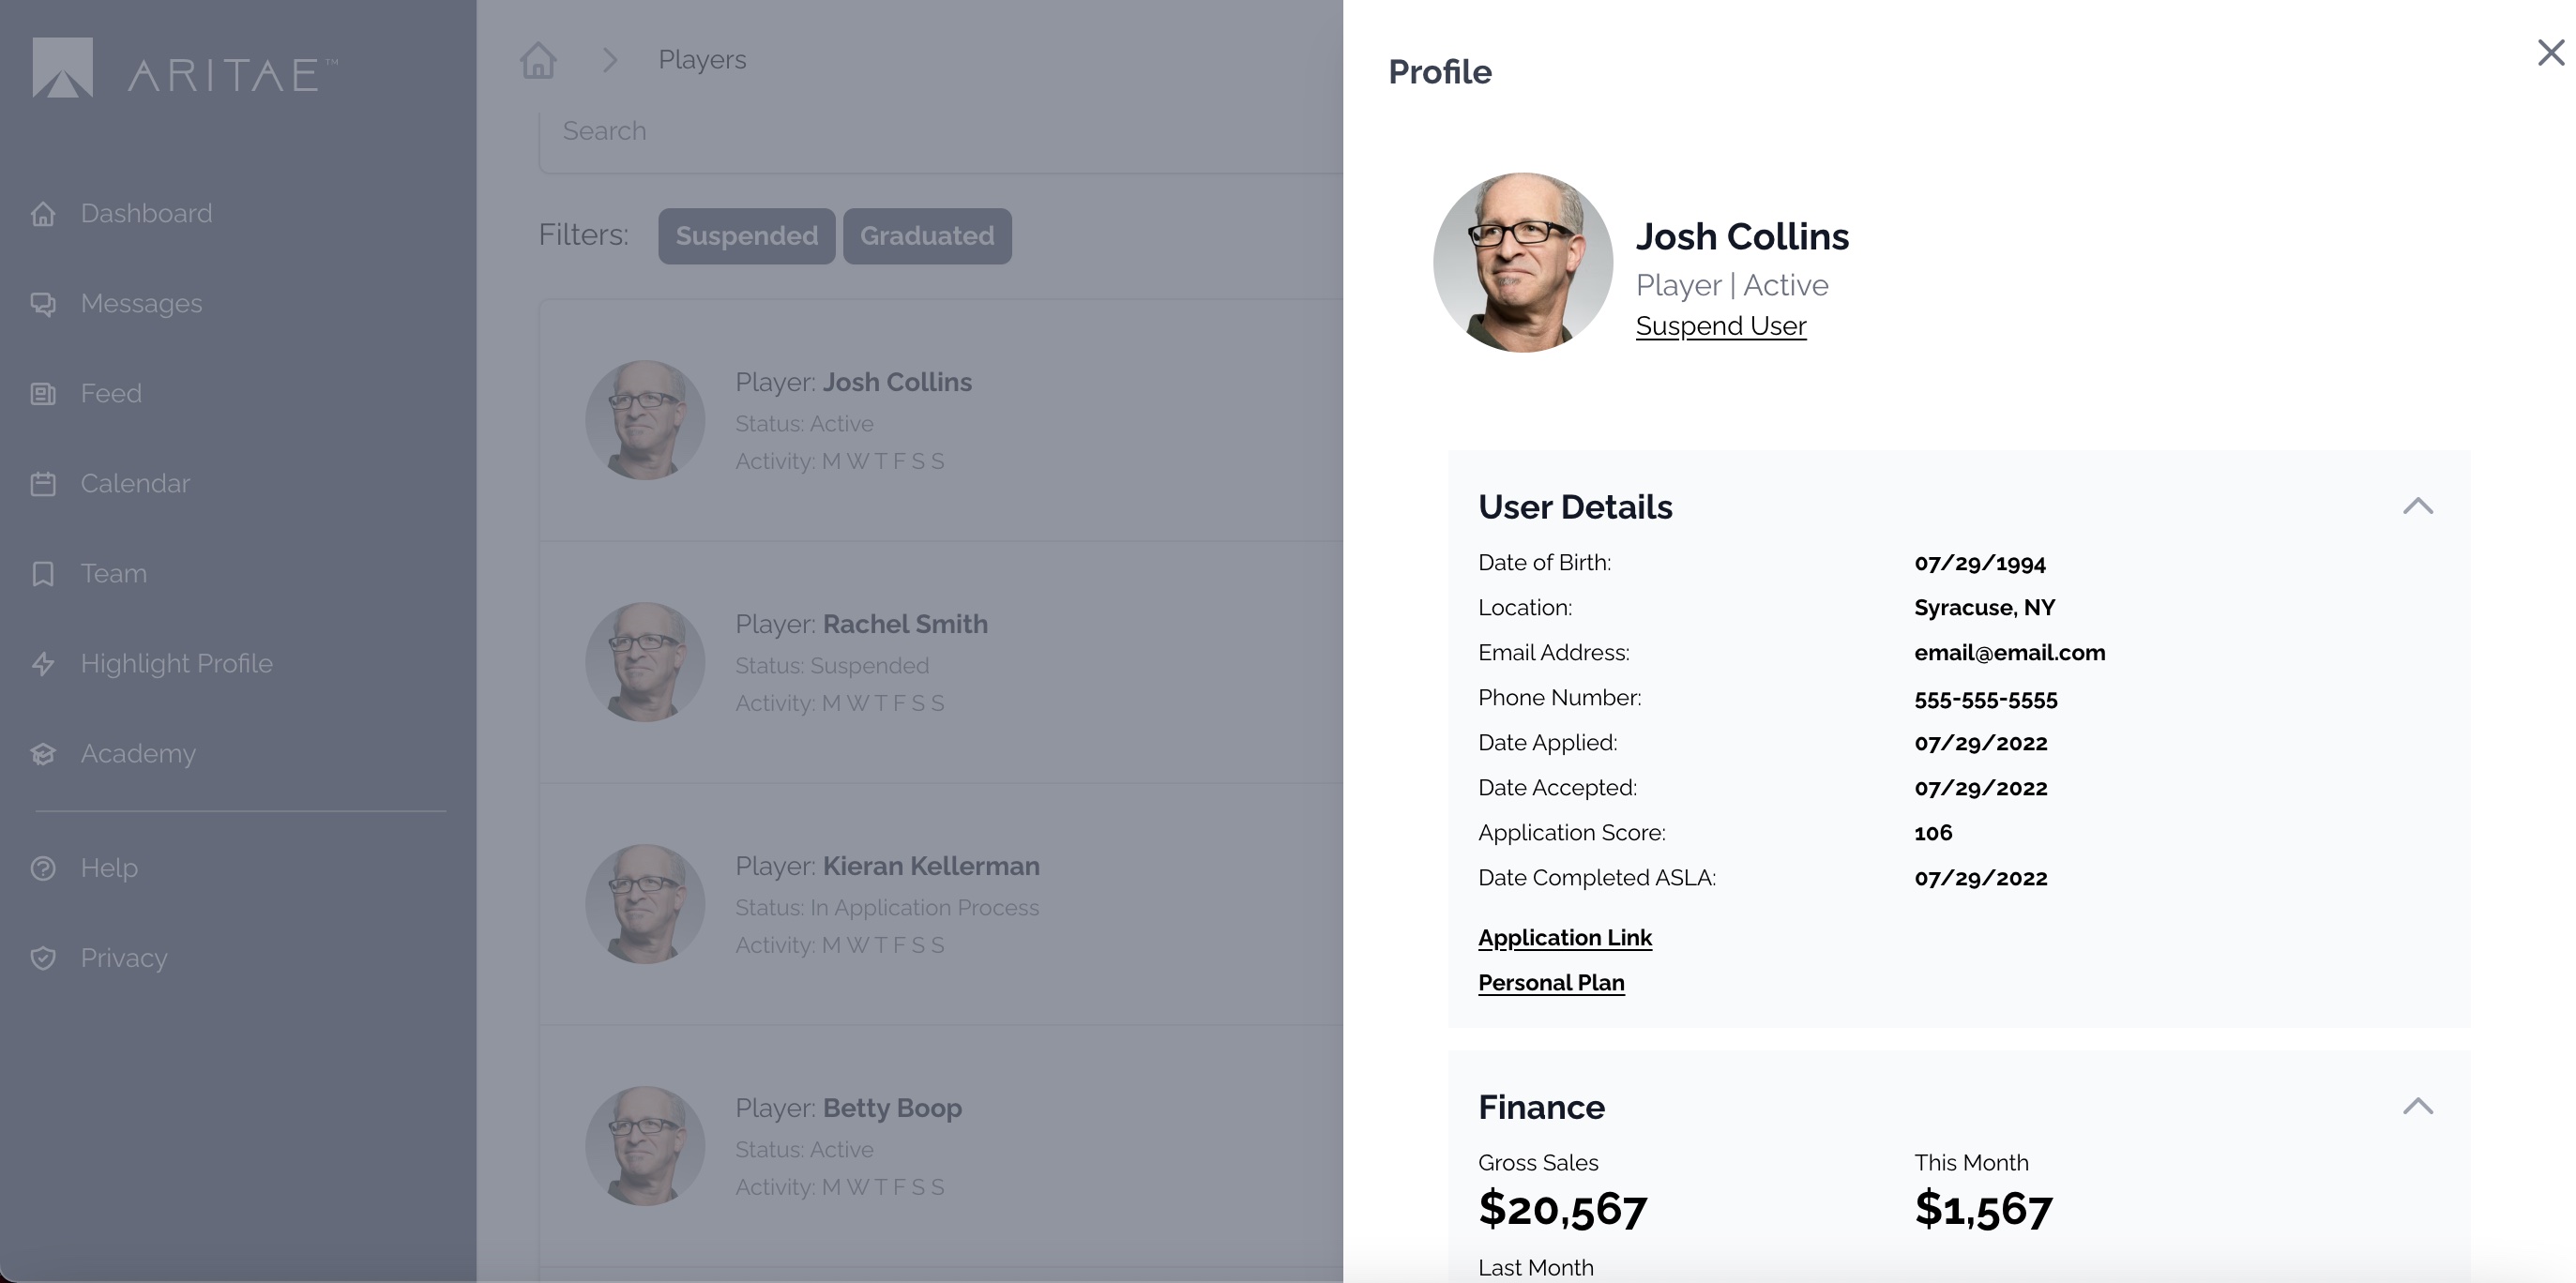 ARITAE™
Dashboard
Messages
Feed
Calendar
Team
Highlight Profile
Academy
Help
Privacy
Players
Search
Filters: Suspended Graduated
Player: Josh Collins
Status: Active
Activity: M W T F S S
Player: Rachel Smith
Status: Suspended
Activity: M W T F S S
Player: Kieran Kellerman
Status: In Application Process
Activity: M W T F S S
Player: Betty Boop
Status: Active
Activity: M W T F S S
Profile
Josh Collins
Player | Active
Suspend User
User Details
Date of Birth: 07/29/1994
Location: Syracuse, NY
Email Address: email@email.com
Phone Number: 555-555-5555
Date Applied: 07/29/2022
Date Accepted: 07/29/2022
Application Score: 106
Date Completed ASLA: 07/29/2022
Application Link
Personal Plan
Finance
Gross Sales This Month
$20,567 $1,567
Last Month